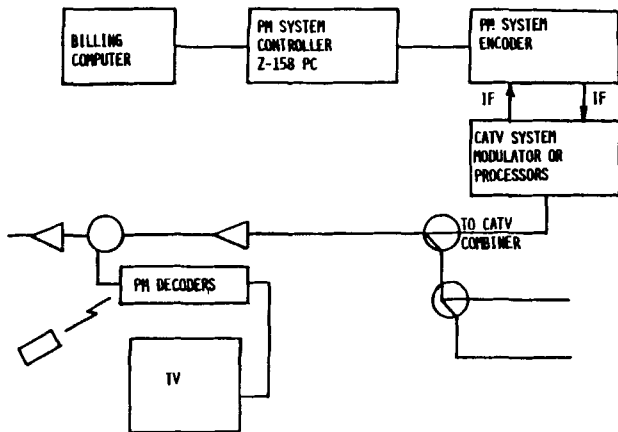 BILLING
COMPUTER
PM SYSTEM
CONTROLLER
Z-158 PC
PM SYSTEM
ENCODER
IF
IF
CATV SYSTEM
MODULATOR OR
PROCESSORS
TO CATV
COMBINER
PM DECODERS
TV